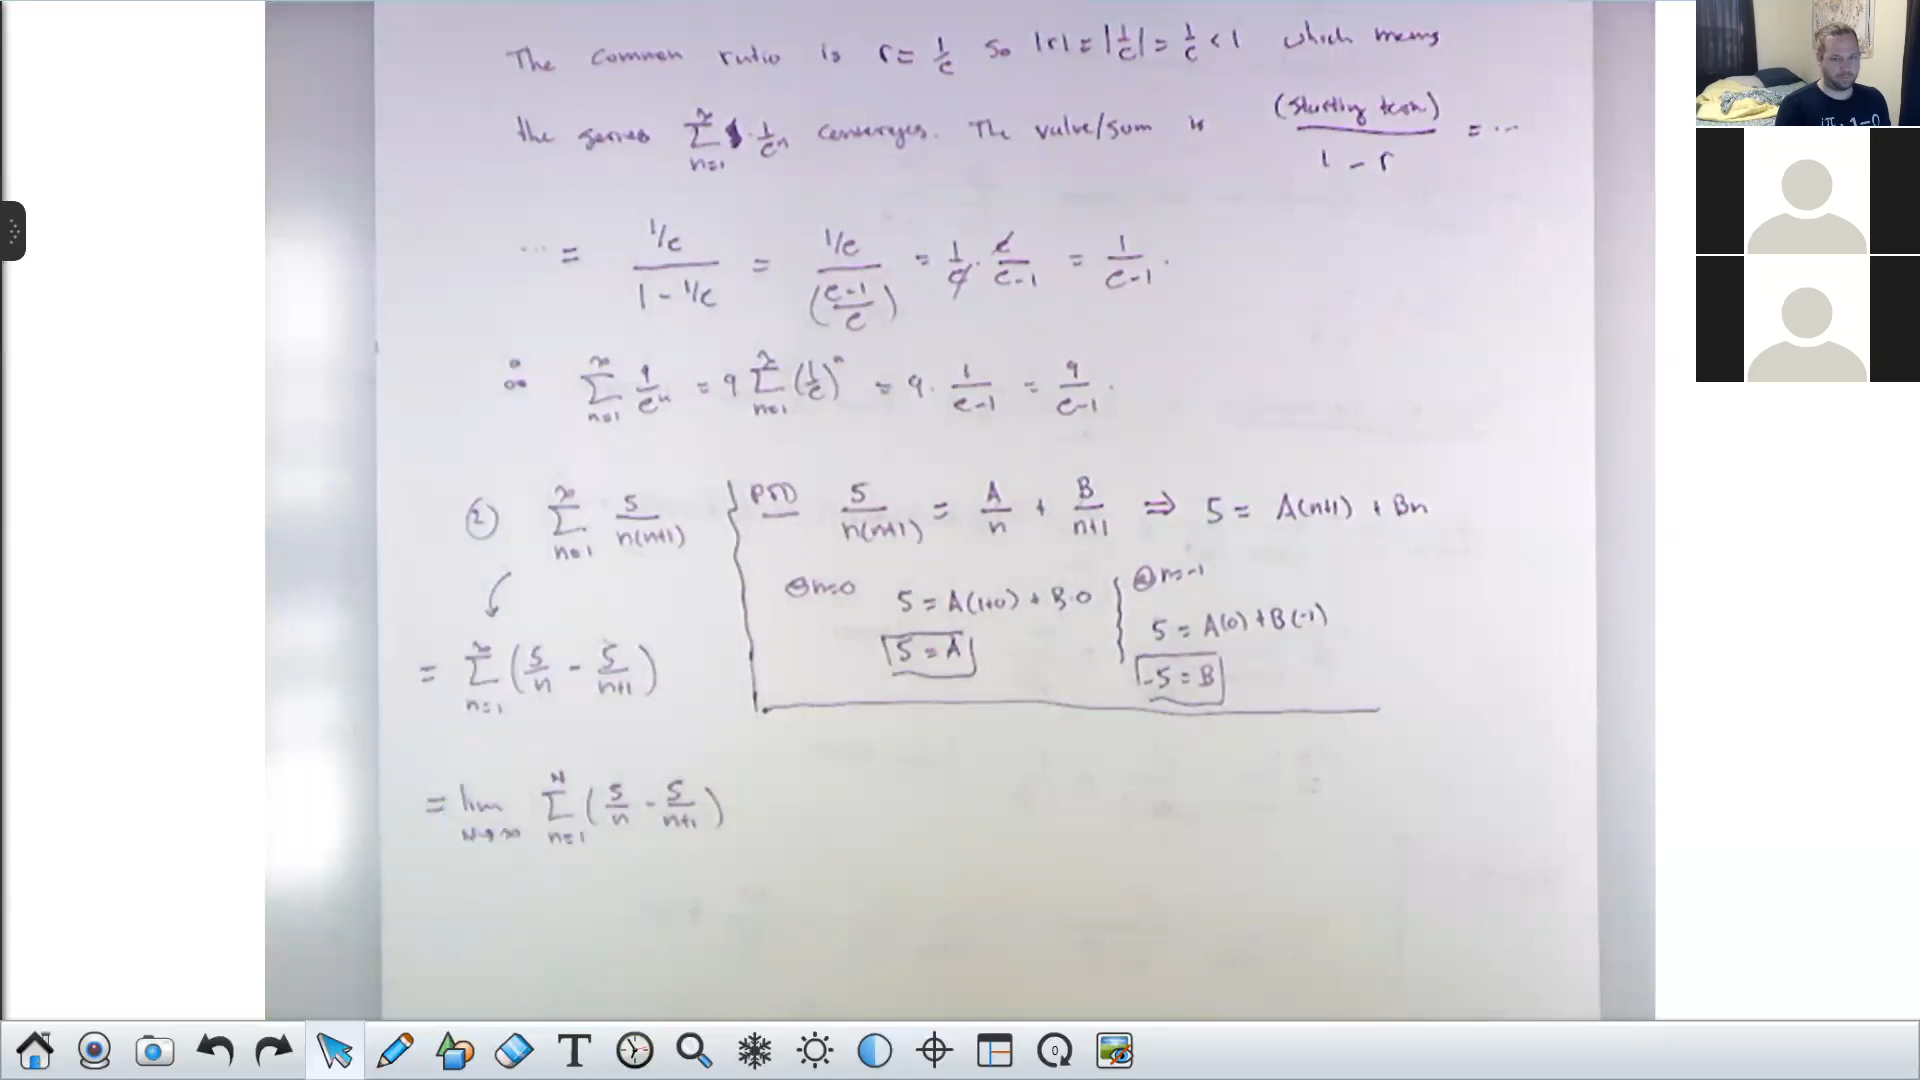 The common ratio is r = 1/e so |r| = |1/e| = 1/e < 1 which means
the series ∑_{n=1}^{∞} · 1/e^n converges. The value/sum is (starting term)/(1 - r) = ...
... = (1/e)/(1 - 1/e) = (1/e)/((e-1)/e) = 1/e · e/(e-1) = 1/(e-1).
∴ ∑_{n=1}^{∞} 9/e^n = 9 ∑_{n=1}^{∞} (1/e)^n = 9 · 1/(e-1) = 9/(e-1).
② ∑_{n=1}^{∞} 5/(n(n+1))
PFD 5/(n(n+1)) = A/n + B/(n+1) ⇒ 5 = A(n+1) + Bn
@n=0 5 = A(1+0) + B·0
5 = A
@n=-1
5 = A(0) + B(-1)
-5 = B
= ∑_{n=1}^{∞} (5/n - 5/(n+1))
= lim_{N→∞} ∑_{n=1}^{N} (5/n - 5/(n+1))
T
0